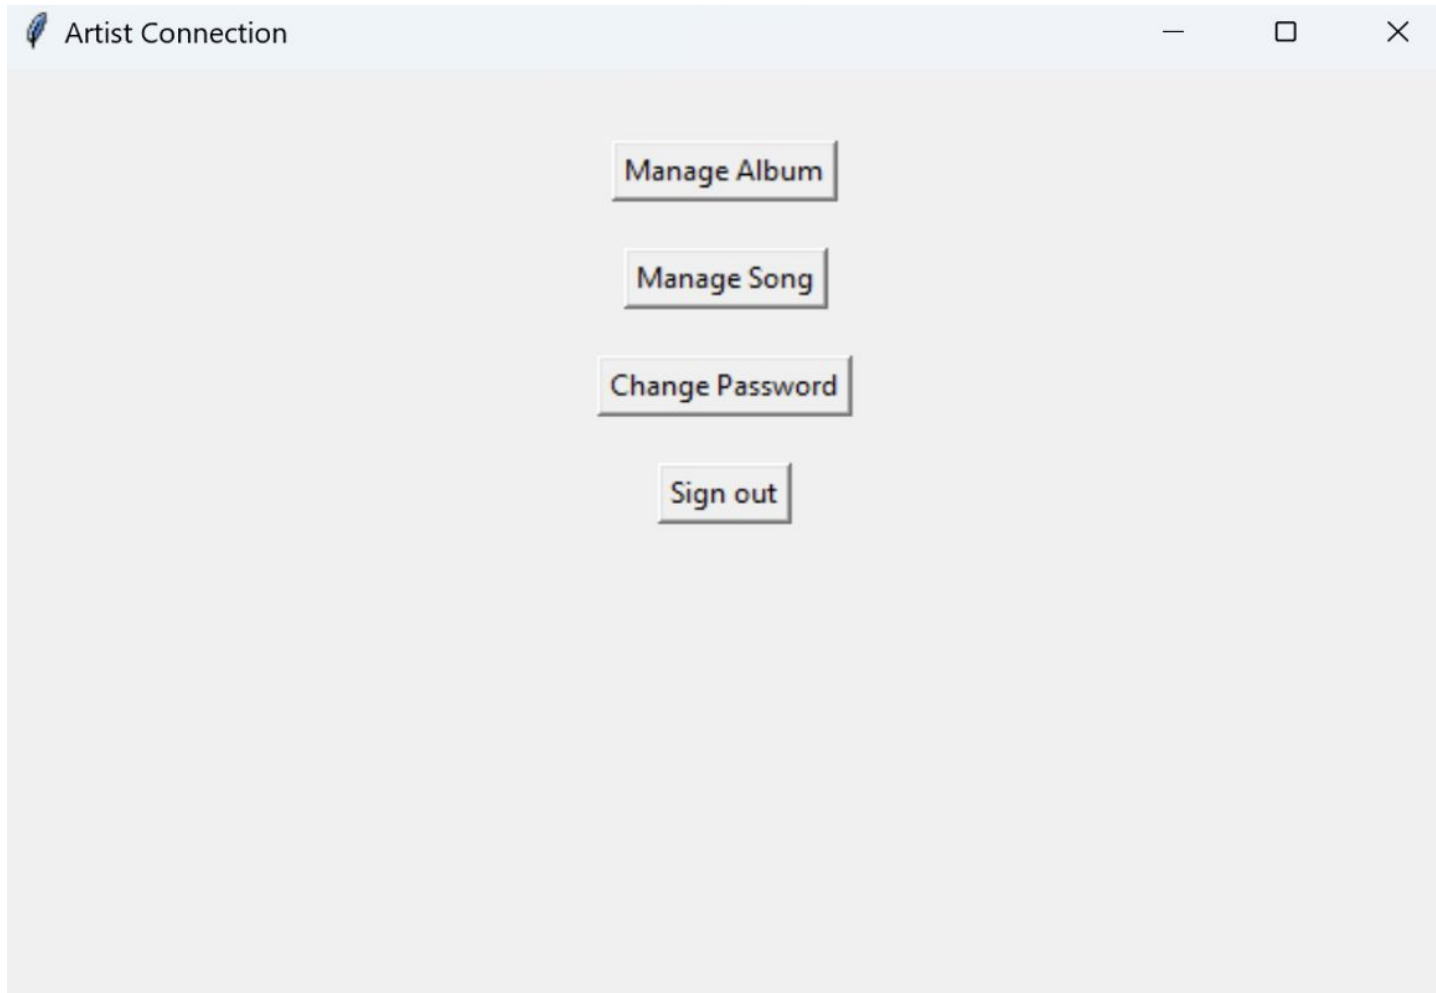 Artist Connection
Manage Album
Manage Song
Change Password
Sign out